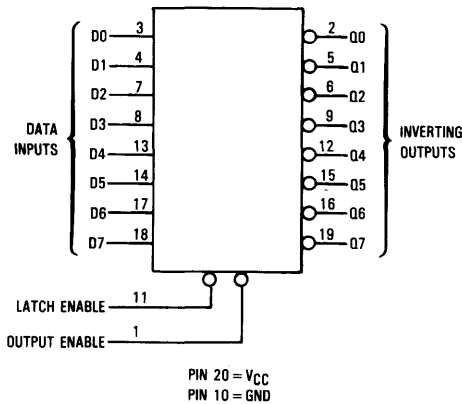 D0 3 2 Q0
D1 4 5 Q1
D2 7 6 Q2
D3 8 9 Q3
DATA INPUTS
INVERTING OUTPUTS
D4 13 12 Q4
D5 14 15 Q5
D6 17 16 Q6
D7 18 19 Q7
LATCH ENABLE 11
OUTPUT ENABLE 1
PIN 20 = VCC
PIN 10 = GND